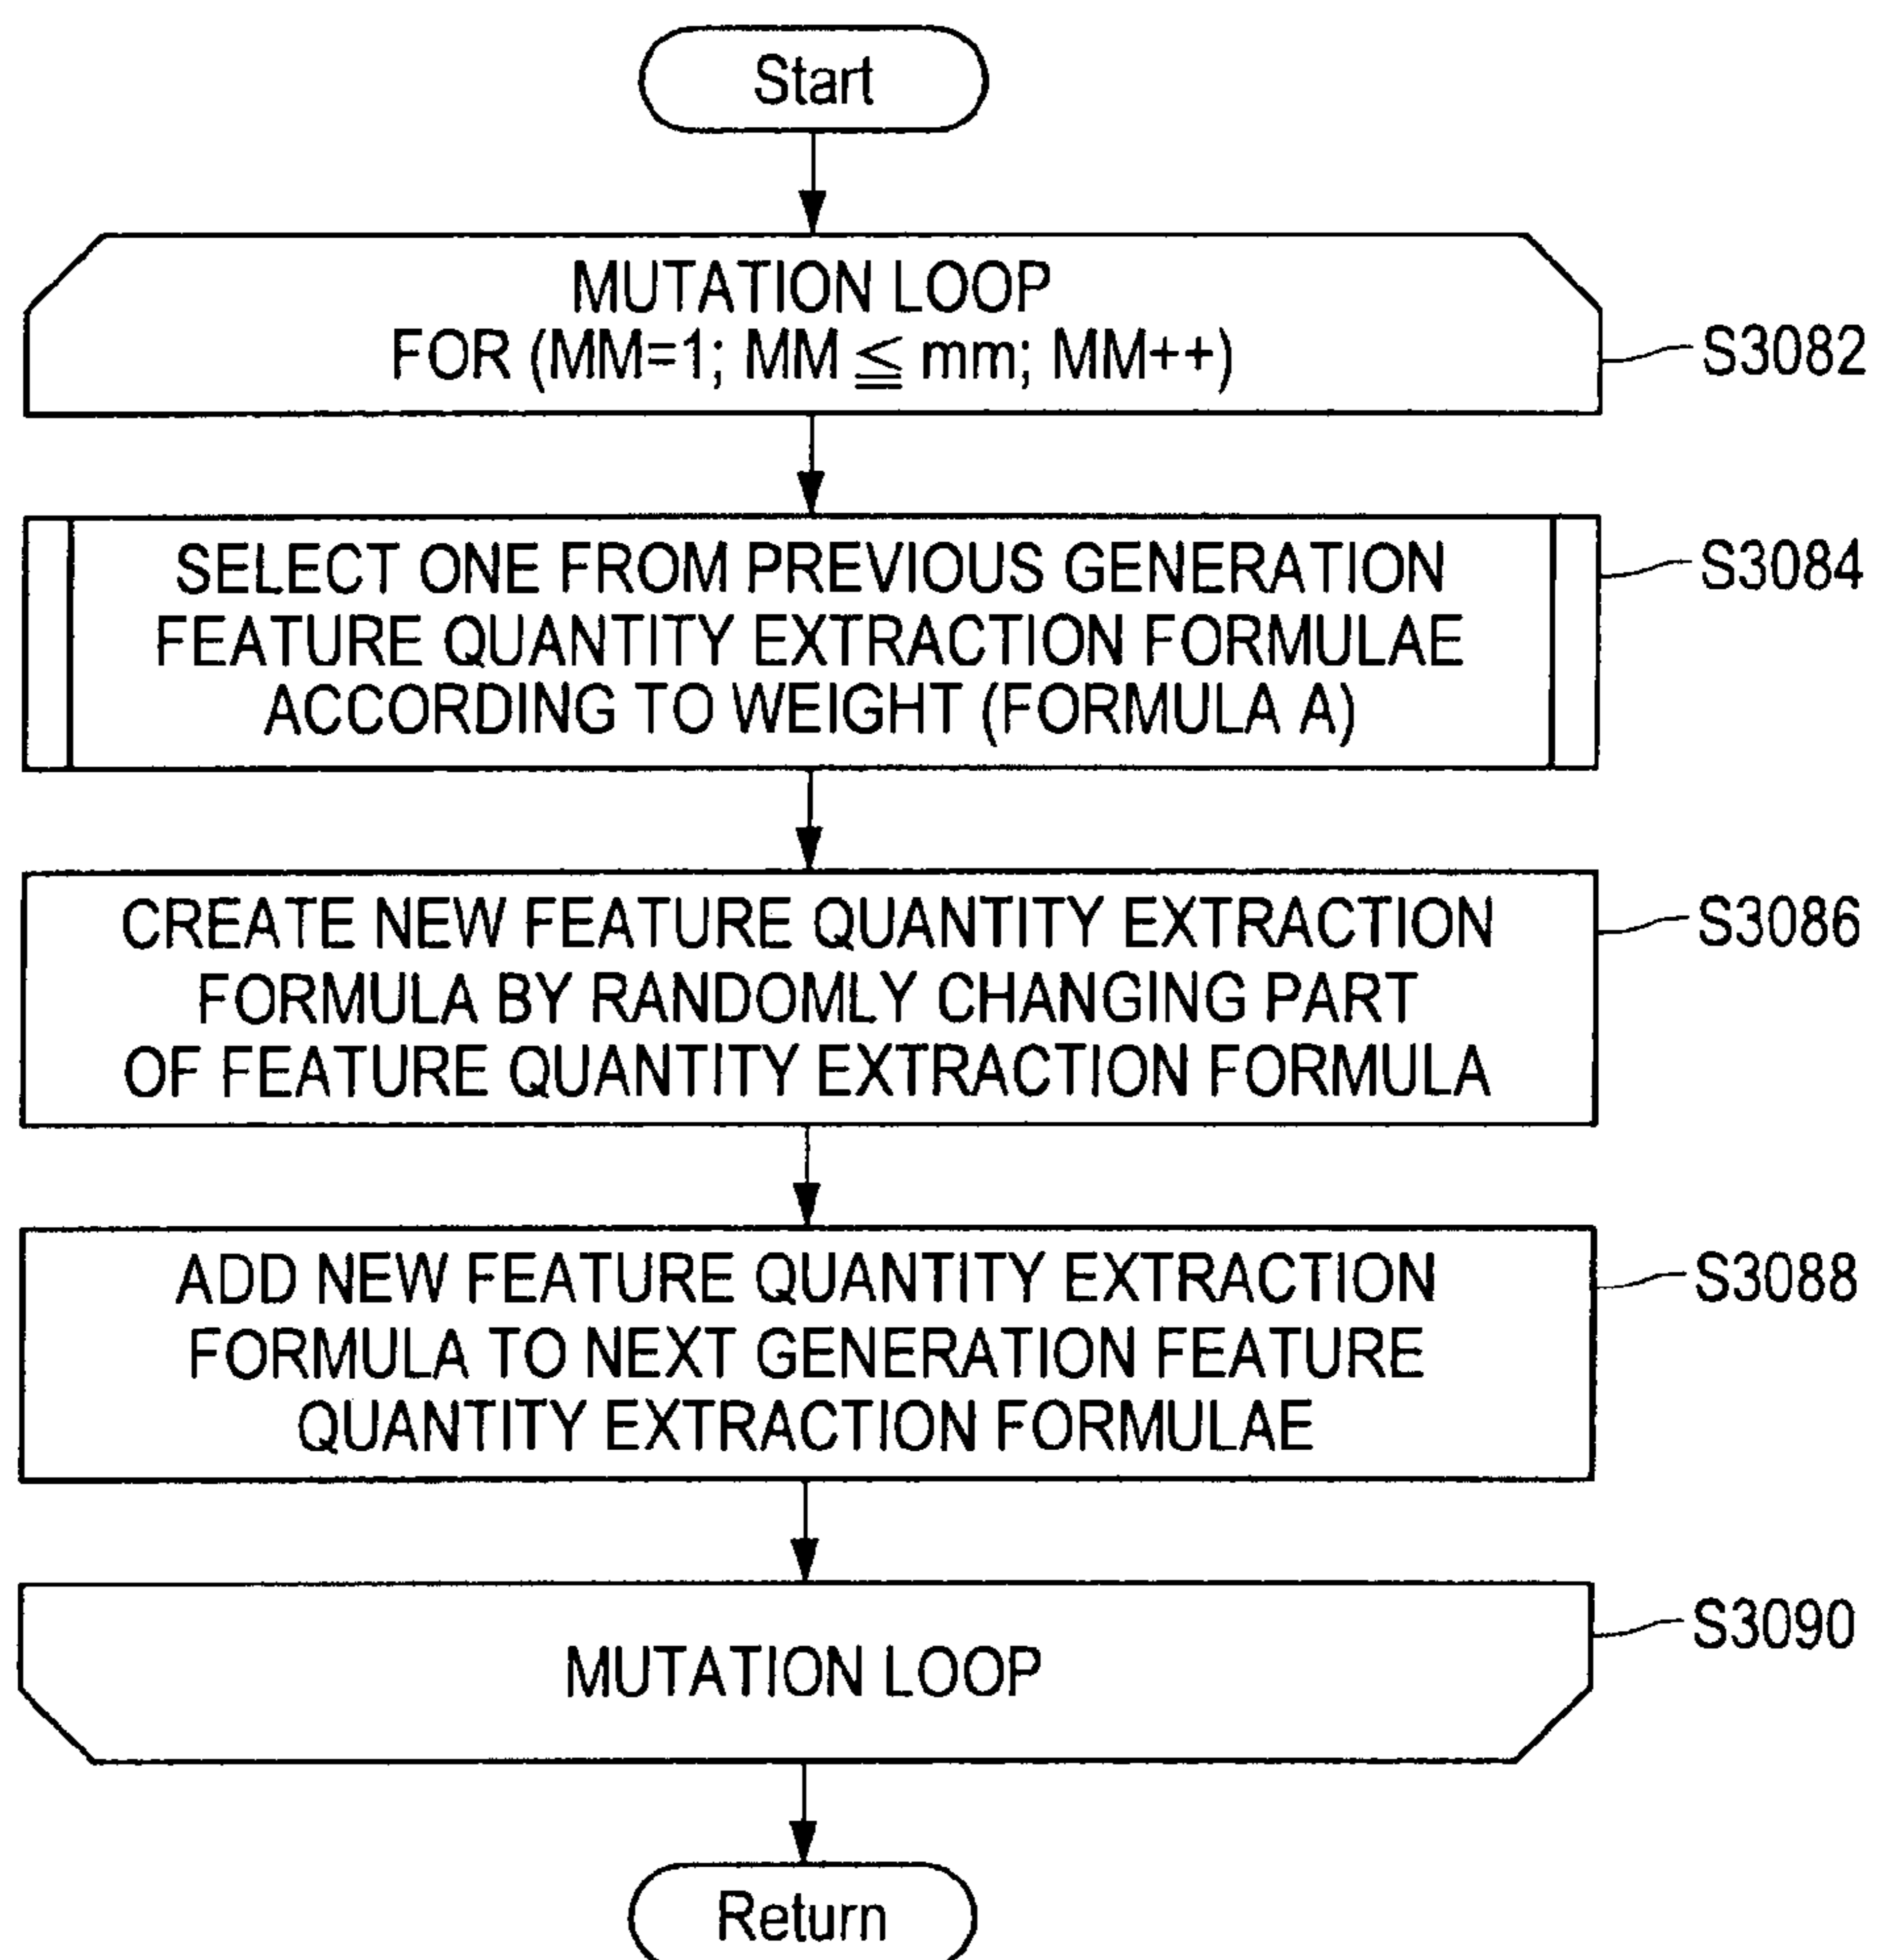 Start
MUTATION LOOP
FOR (MM=1; MM ≦ mm; MM++)
S3082
SELECT ONE FROM PREVIOUS GENERATION
FEATURE QUANTITY EXTRACTION FORMULAE
ACCORDING TO WEIGHT (FORMULA A)
S3084
CREATE NEW FEATURE QUANTITY EXTRACTION
FORMULA BY RANDOMLY CHANGING PART
OF FEATURE QUANTITY EXTRACTION FORMULA
S3086
ADD NEW FEATURE QUANTITY EXTRACTION
FORMULA TO NEXT GENERATION FEATURE
QUANTITY EXTRACTION FORMULAE
S3088
MUTATION LOOP
S3090
Return